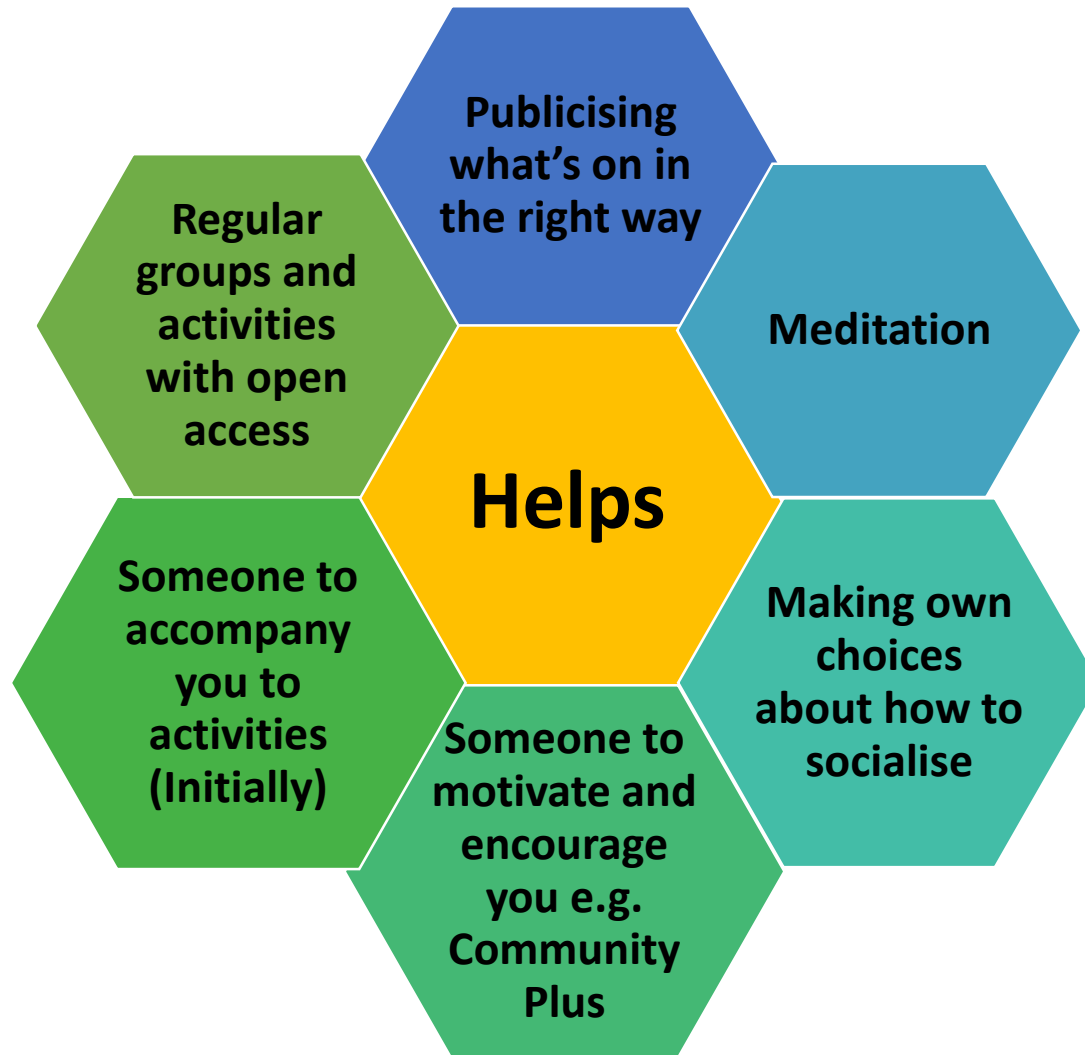 Publicising
what’s on in
the right way
Regular
groups and
activities
with open
access
Meditation
Helps
Someone to
accompany
you to
activities
(Initially)
Making own
choices
about how to
socialise
Someone to
motivate and
encourage
you e.g.
Community
Plus